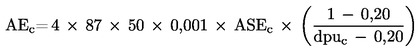 AE_c = 4 × 87 × 50 × 0,001 × ASE_c × ( (1 – 0,20) / (dpu_c – 0,20) )